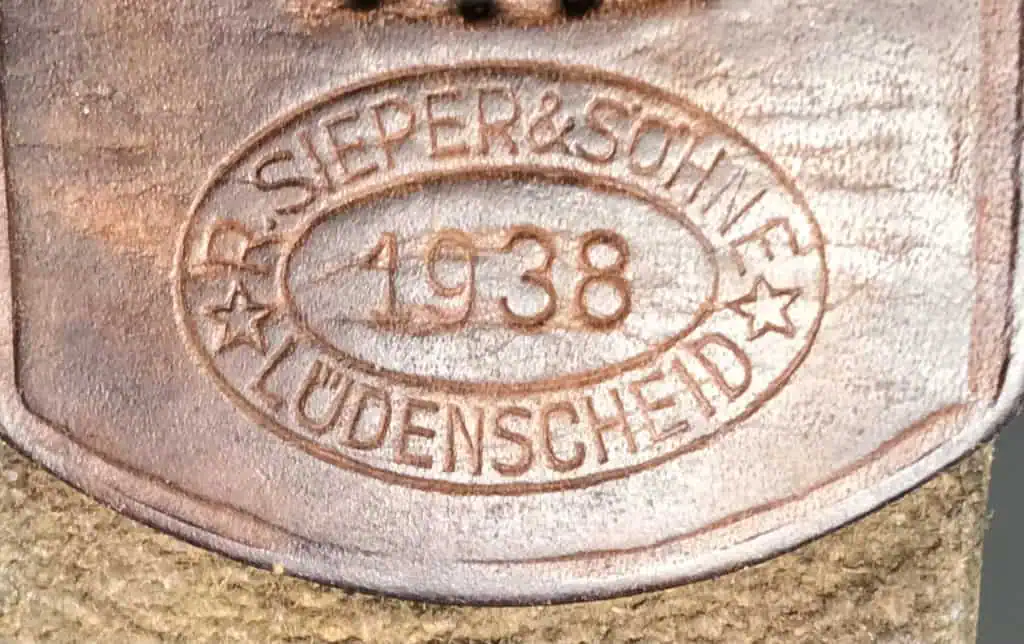 R.SIEPER&SÖHNE
1938
☆LÜDENSCHEID☆